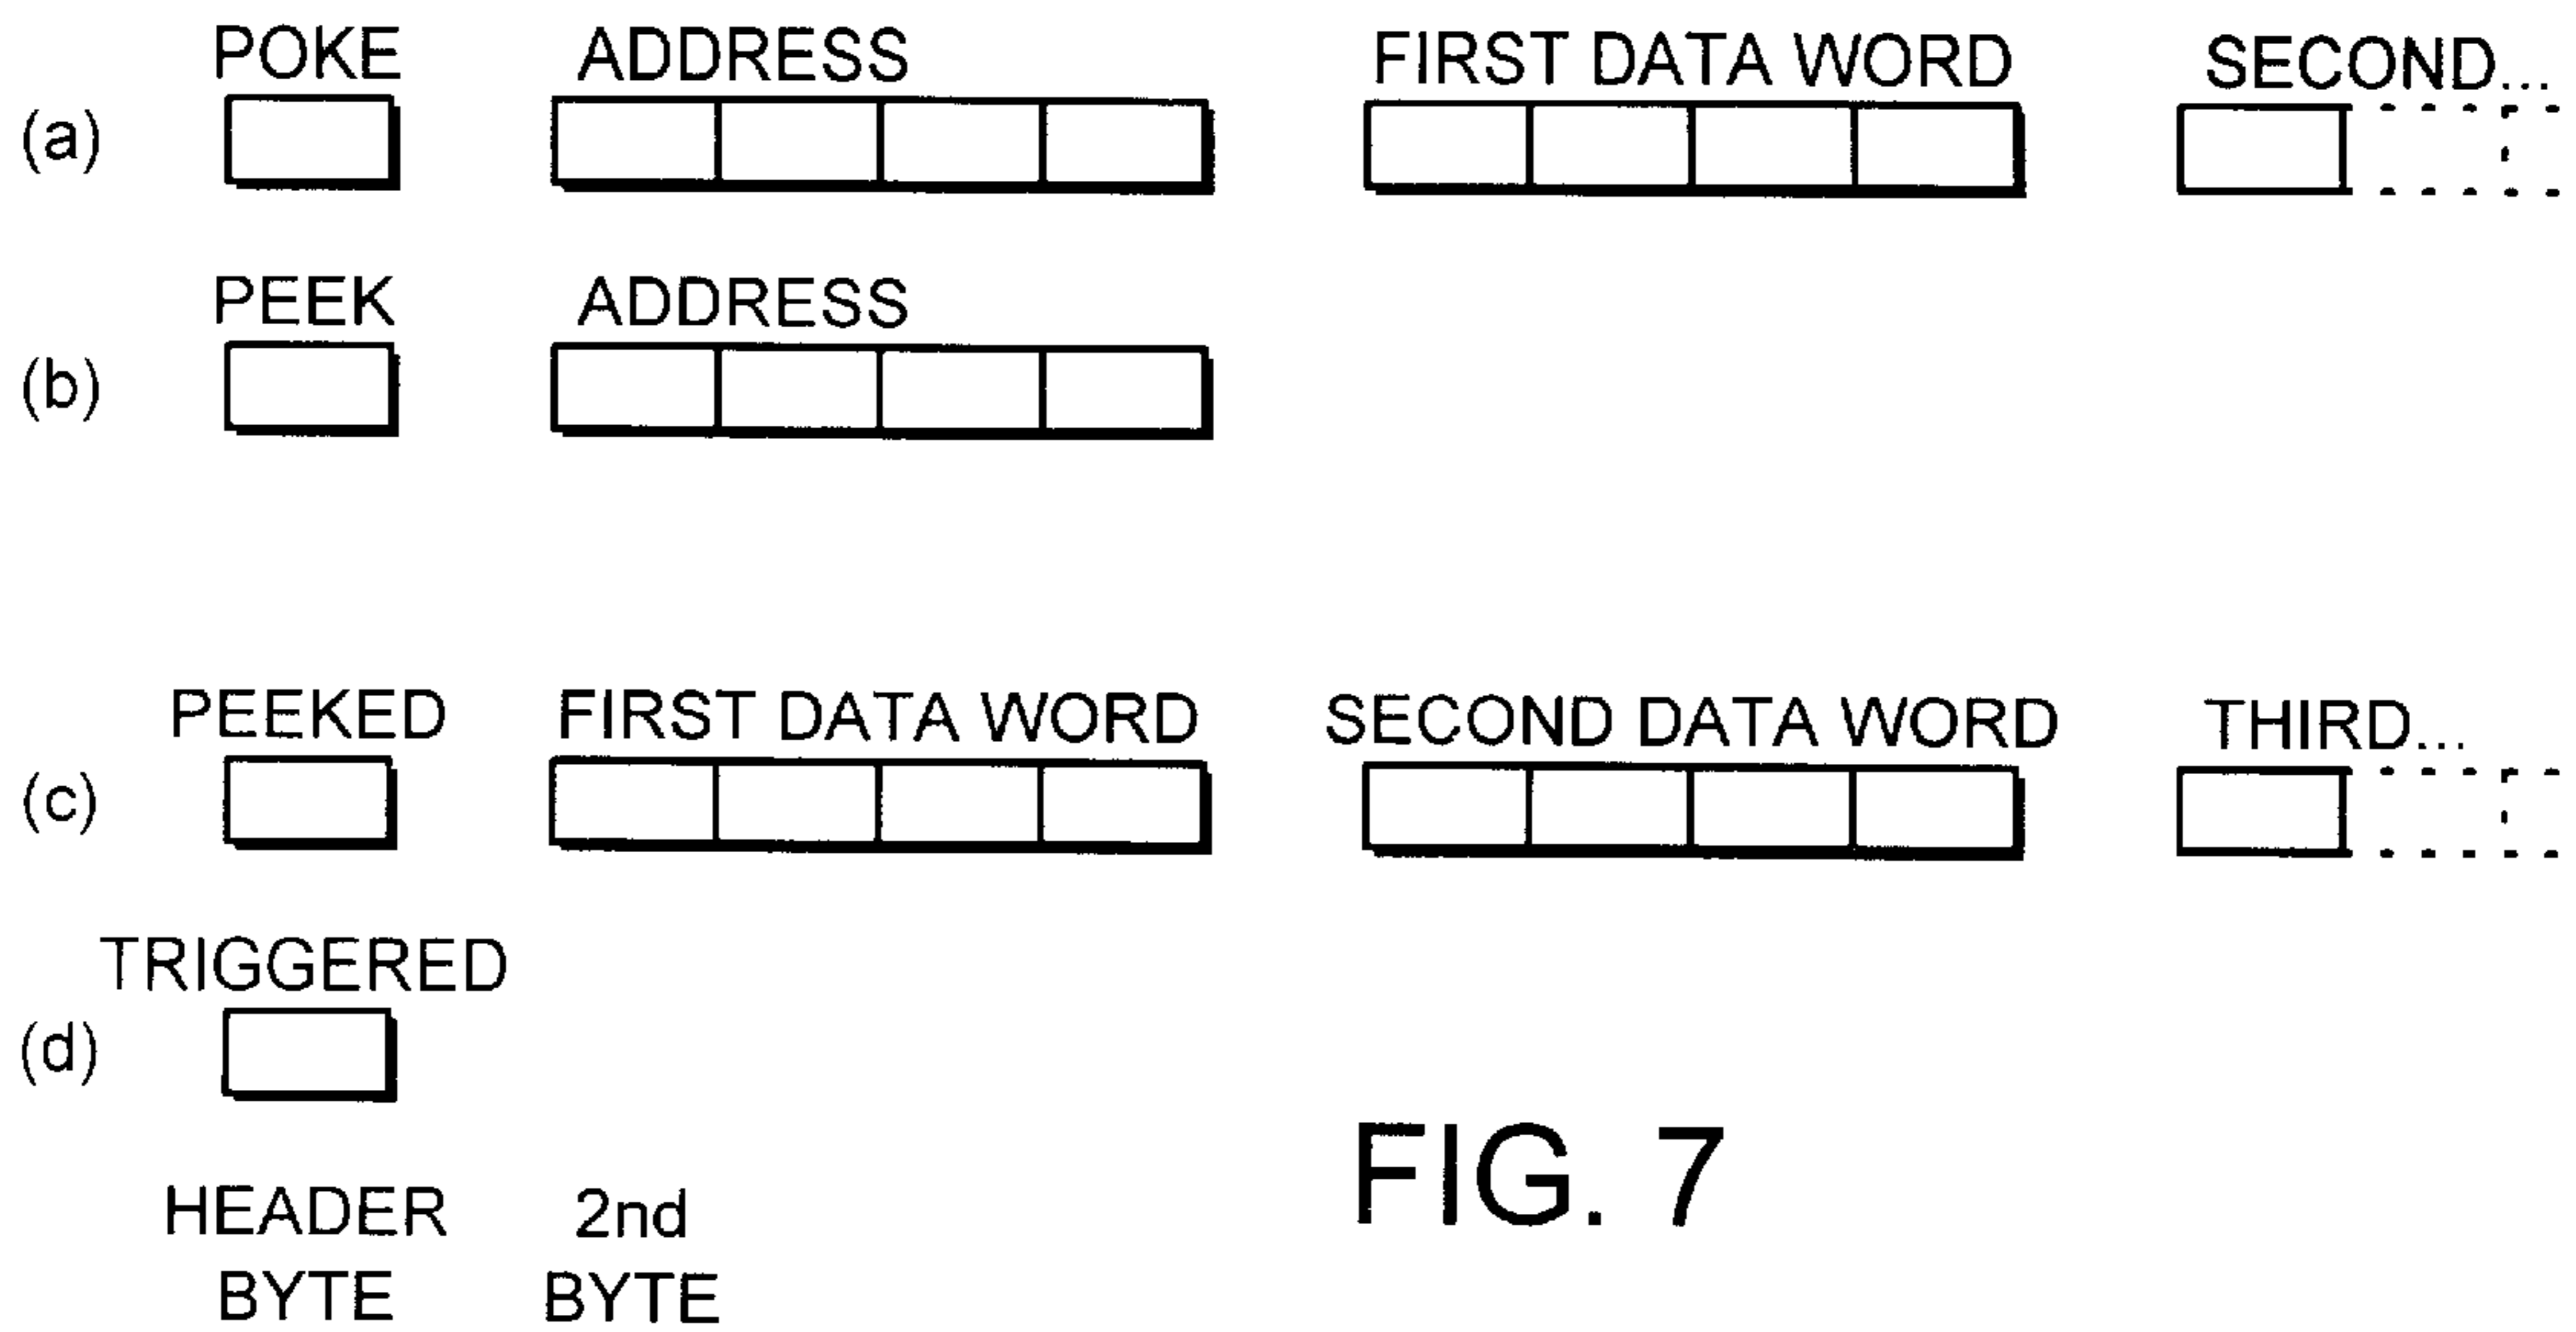 POKE ADDRESS FIRST DATA WORD SECOND...
(a)
PEEK ADDRESS
(b)
PEEKED FIRST DATA WORD SECOND DATA WORD THIRD...
(c)
TRIGGERED
(d)
HEADER 2nd
BYTE BYTE
FIG. 7